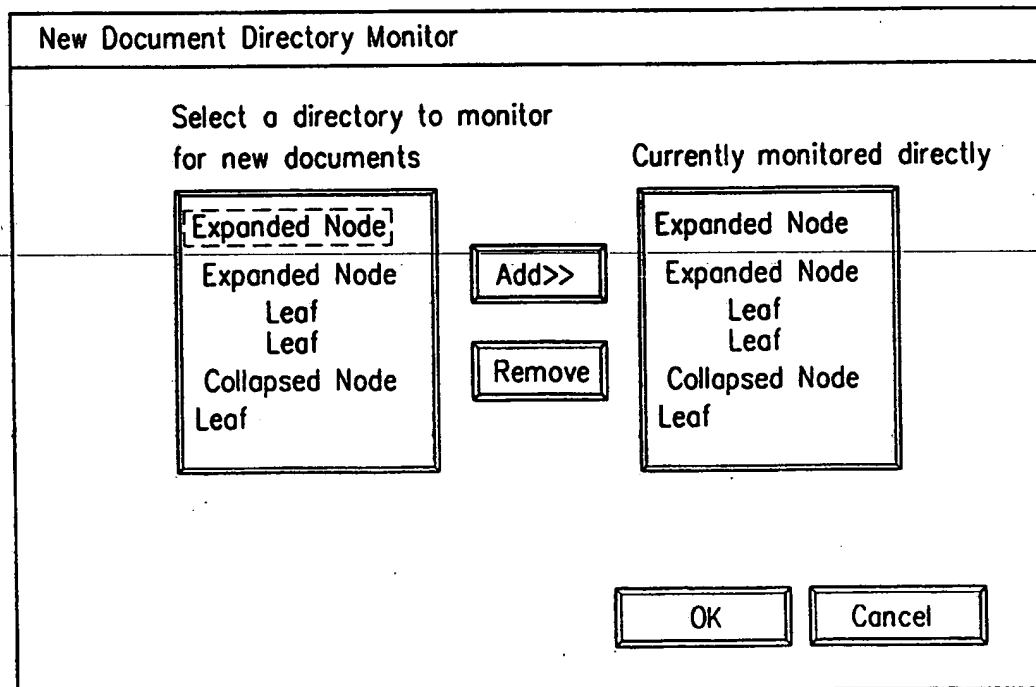 New Document Directory Monitor
Select a directory to monitor
for new documents
Currently monitored directly
Expanded Node
Expanded Node
Leaf
Leaf
Collapsed Node
Leaf
Add>>
Remove
Expanded Node
Expanded Node
Leaf
Leaf
Collapsed Node
Leaf
OK
Cancel